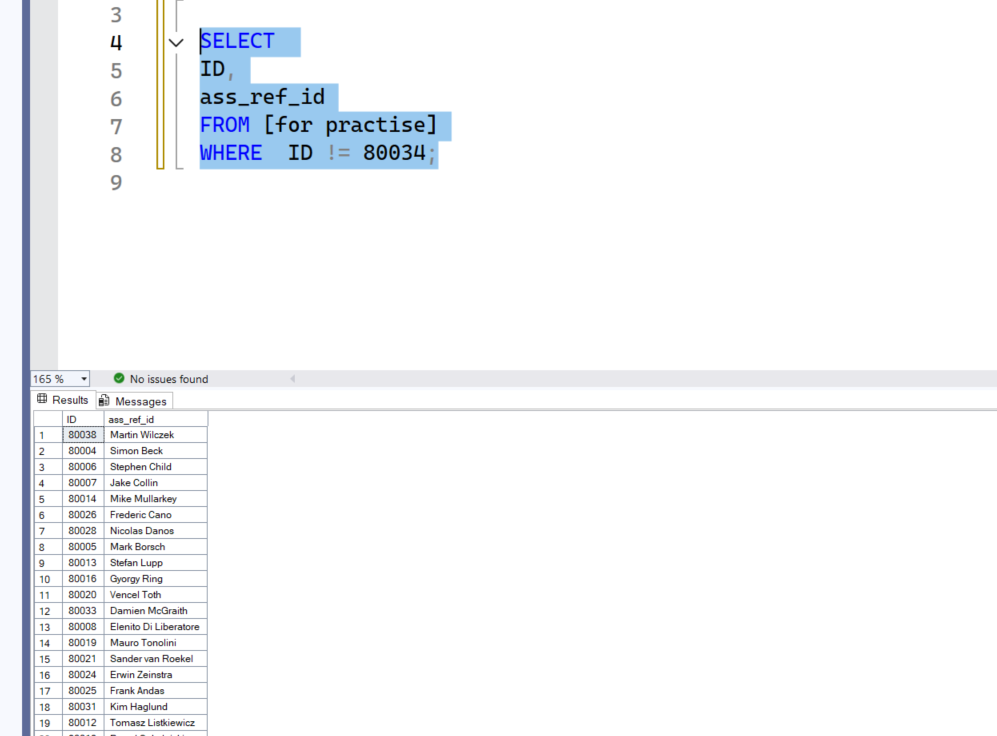 3
4 SELECT
5 ID,
6 ass_ref_id
7 FROM [for practise]
8 WHERE  ID != 80034;
9
165 % No issues found
Results Messages
ID ass_ref_id
1 80038 Martin Wilczek
2 80004 Simon Beck
3 80006 Stephen Child
4 80007 Jake Collin
5 80014 Mike Mullarkey
6 80026 Frederic Cano
7 80028 Nicolas Danos
8 80005 Mark Borsch
9 80013 Stefan Lupp
10 80016 Gyorgy Ring
11 80020 Vencel Toth
12 80033 Damien McGraith
13 80008 Elenito Di Liberatore
14 80019 Mauro Tonolini
15 80021 Sander van Roekel
16 80024 Erwin Zeinstra
17 80025 Frank Andas
18 80031 Kim Haglund
19 80012 Tomasz Listkiewicz